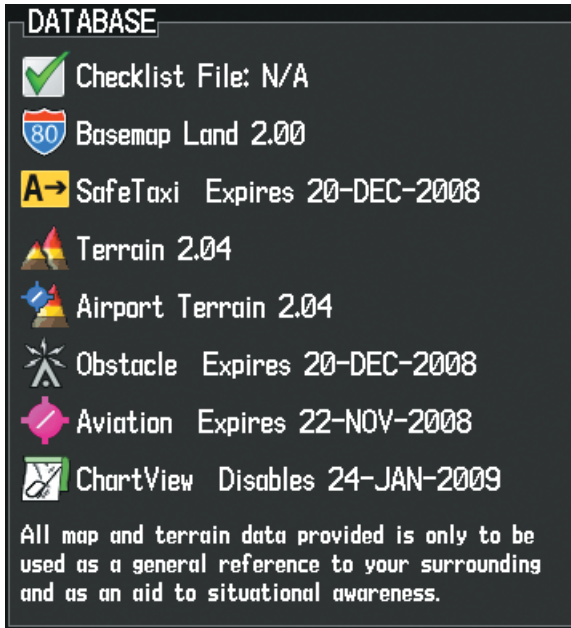 DATABASE
Checklist File: N/A
80 Basemap Land 2.00
A→ SafeTaxi Expires 20-DEC-2008
Terrain 2.04
Airport Terrain 2.04
Obstacle Expires 20-DEC-2008
Aviation Expires 22-NOV-2008
ChartView Disables 24-JAN-2009
All map and terrain data provided is only to be
used as a general reference to your surrounding
and as an aid to situational awareness.